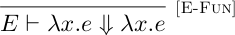 E ⊢ λx.e ⇓ λx.e [E-Fun]